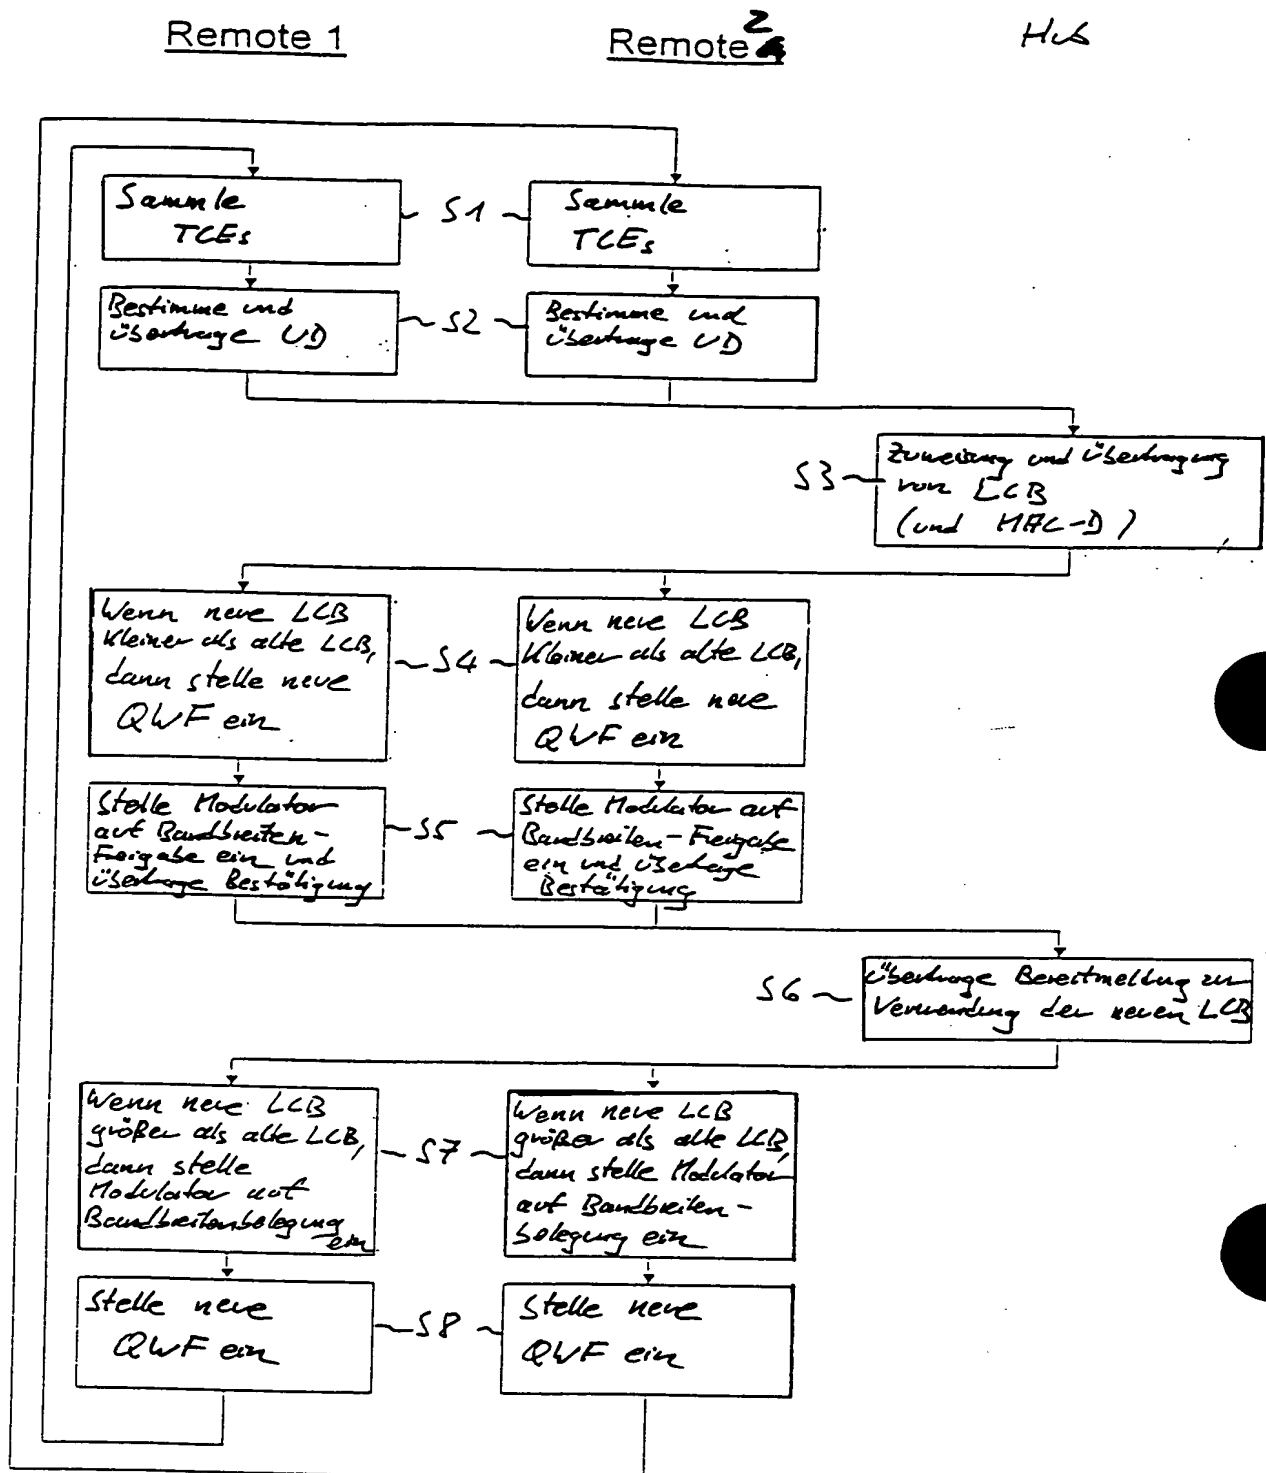 Remote 1
Remote 2
Hub
Sammle
TCEs
S1
Sammle
TCEs
Bestimme und
übertrage UD
S2
Bestimme und
übertrage UD
S3
Zuweisung und Übertragung
von LCB
(und MAC-D)
Wenn neue LCB
kleiner als alte LCB,
dann stelle neue
QWF ein
S4
Wenn neue LCB
kleiner als alte LCB,
dann stelle neue
QWF ein
Stelle Modulator
auf Bandbreiten-
Freigabe ein und
übertrage Bestätigung
S5
Stelle Modulator auf
Bandbreiten-Freigabe
ein und übertrage
Bestätigung
S6
Übertrage Bereitmeldung zur
Verwendung der neuen LCB
Wenn neue LCB
größer als alte LCB,
dann stelle
Modulator auf
Bandbreitenbelegung
ein
S7
Wenn neue LCB
größer als alte LCB,
dann stelle Modulator
auf Bandbreiten-
belegung ein
Stelle neue
QWF ein
S8
Stelle neue
QWF ein